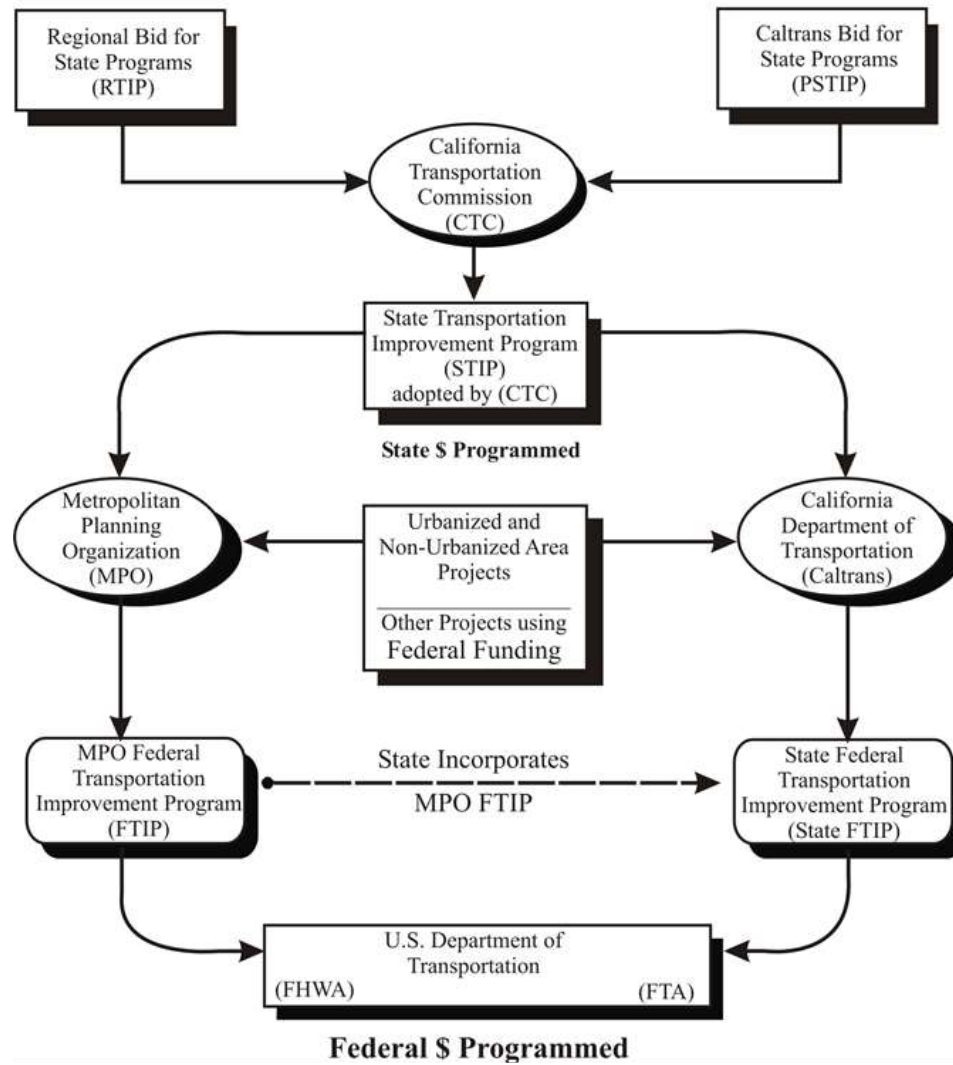 Regional Bid for
State Programs
(RTIP)
Caltrans Bid for
State Programs
(PSTIP)
California
Transportation
Commission
(CTC)
State Transportation
Improvement Program
(STIP)
adopted by (CTC)
State $ Programmed
Metropolitan
Planning
Organization
(MPO)
Urbanized and
Non-Urbanized Area
Projects
Other Projects using
Federal Funding
California
Department of
Transportation
(Caltrans)
MPO Federal
Transportation
Improvement Program
(FTIP)
State Incorporates
MPO FTIP
State Federal
Transportation
Improvement Program
(State FTIP)
U.S. Department of
Transportation
(FHWA)
(FTA)
Federal $ Programmed